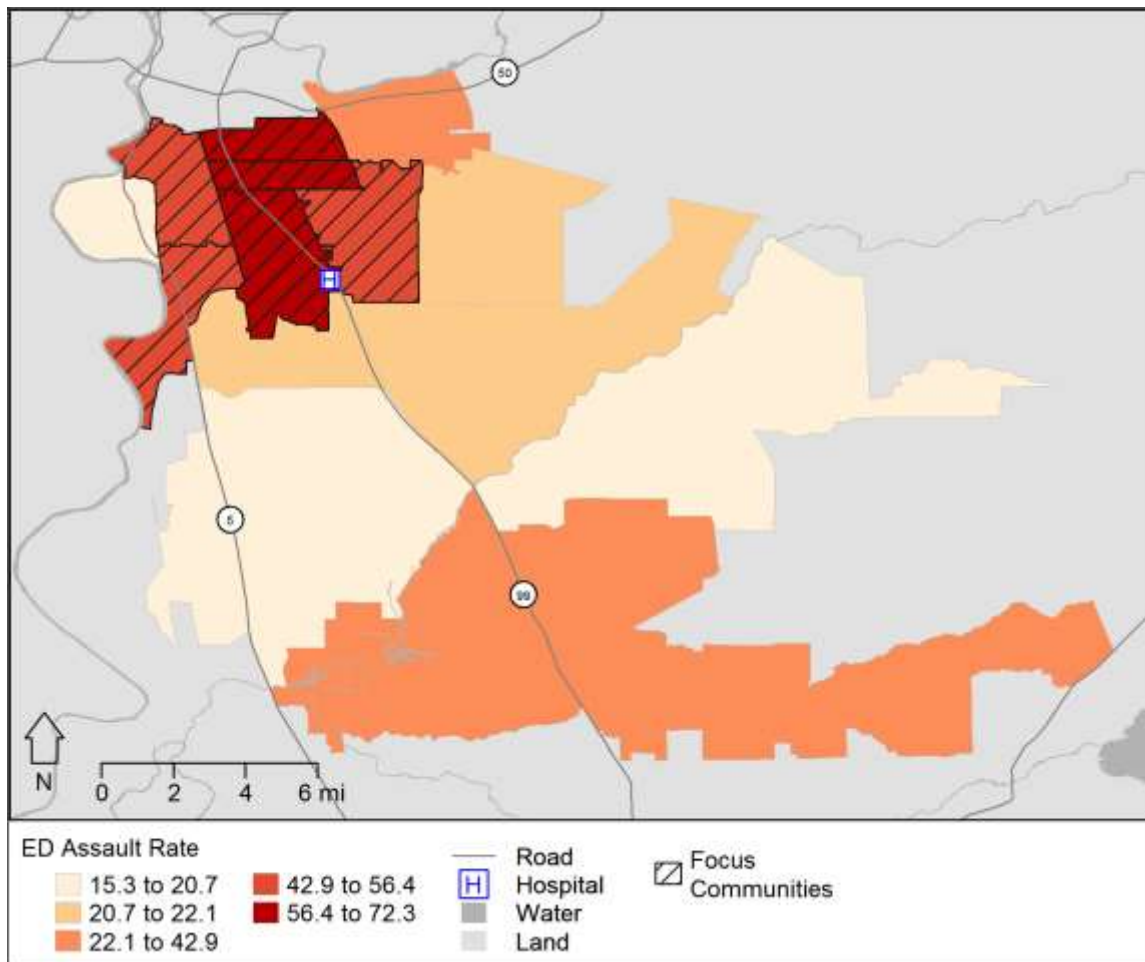 50
H
5
99
N
0 2 4 6 mi
ED Assault Rate
15.3 to 20.7
20.7 to 22.1
22.1 to 42.9
42.9 to 56.4
56.4 to 72.3
Road
H Hospital
Water
Land
Focus
Communities